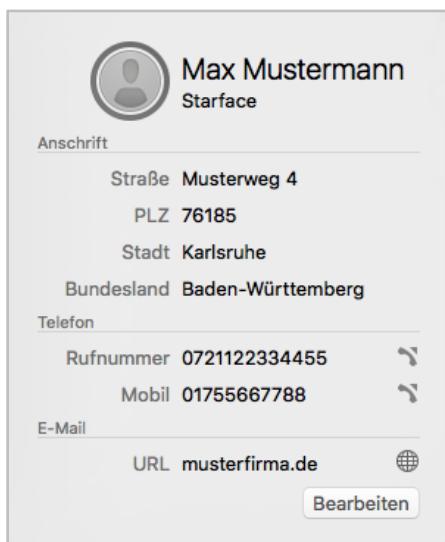 Max Mustermann
Starface
Anschrift
Straße Musterweg 4
PLZ 76185
Stadt Karlsruhe
Bundesland Baden-Württemberg
Telefon
Rufnummer 0721122334455
Mobil 01755667788
E-Mail
URL musterfirma.de
Bearbeiten